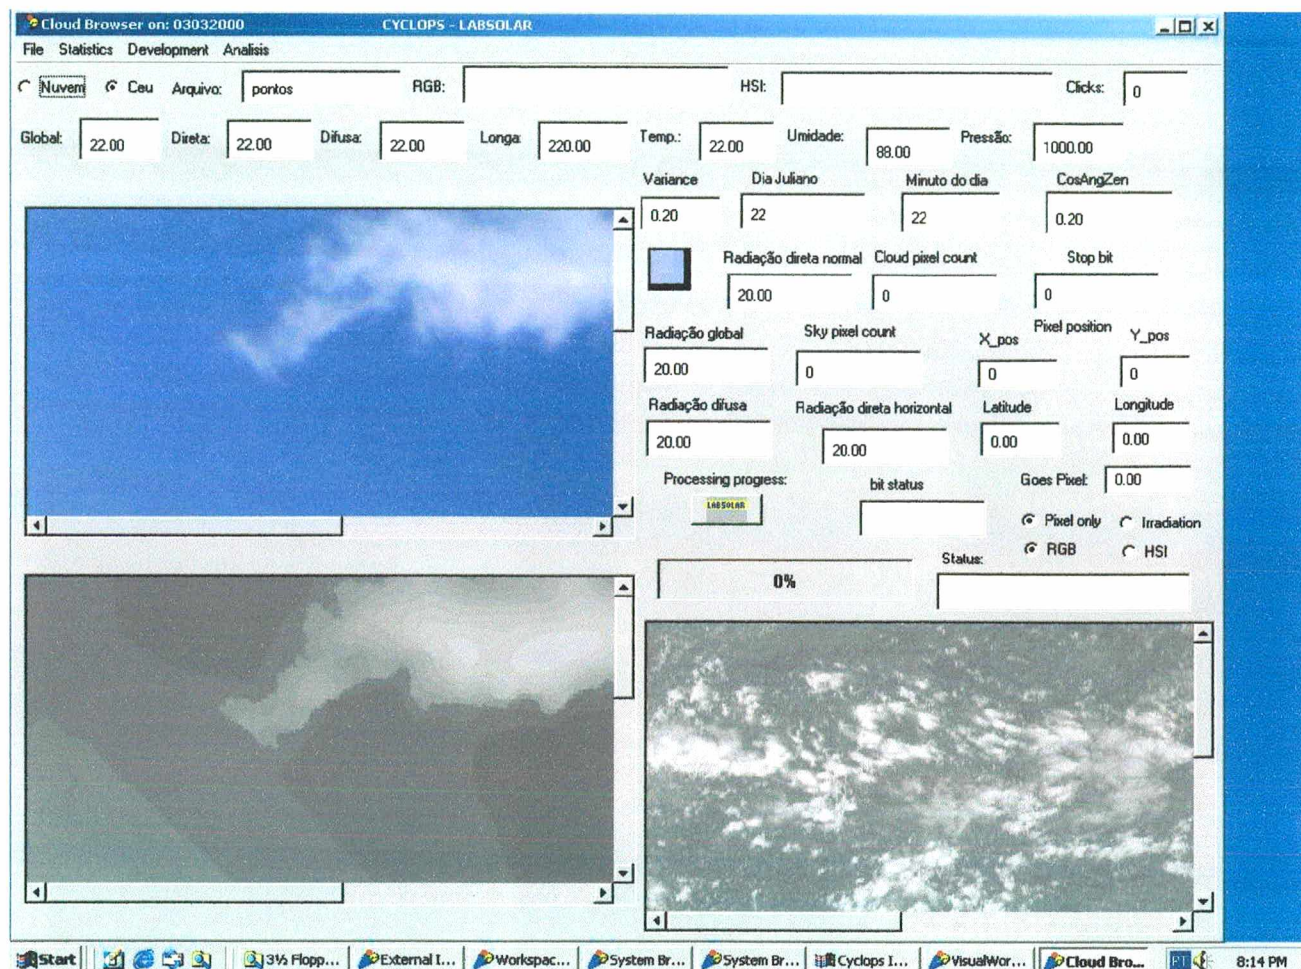 Cloud Browser on: 03032000 CYCLOPS - LABSOLAR
File Statistics Development Analisis
Nuvem Ceu Arquivo: pontos RGB: HSI: Clicks: 0
Global: 22.00 Direta: 22.00 Difusa: 22.00 Longa: 220.00 Temp.: 22.00 Umidade: 88.00 Pressão: 1000.00
Variance Dia Juliano Minuto do dia CosAngZen
0.20 22 22 0.20
Radiação direta normal Cloud pixel count Stop bit
20.00 0 0
Radiação global Sky pixel count X_pos Pixel position Y_pos
20.00 0 0 0
Radiação difusa Radiação direta horizontal Latitude Longitude
20.00 20.00 0.00 0.00
Processing progress: bit status Goes Pixel: 0.00
LABSOLAR
Pixel only Irradiation
RGB HSI
Status:
0%
Start 3½ Flopp... External I... Workspac... System Br... System Br... Cyclops I... VisualWor... Cloud Bro... PT 8:14 PM